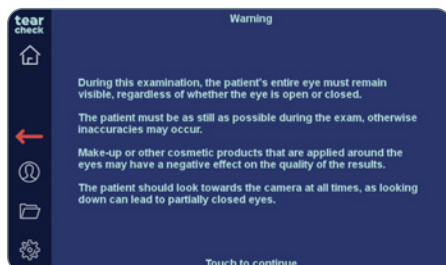 tear
check
Warning
During this examination, the patient's entire eye must remain
visible, regardless of whether the eye is open or closed.
The patient must be as still as possible during the exam, otherwise
inaccuracies may occur.
Make-up or other cosmetic products that are applied around the
eyes may have a negative effect on the quality of the results.
The patient should look towards the camera at all times, as looking
down can lead to partially closed eyes.
Touch to continue